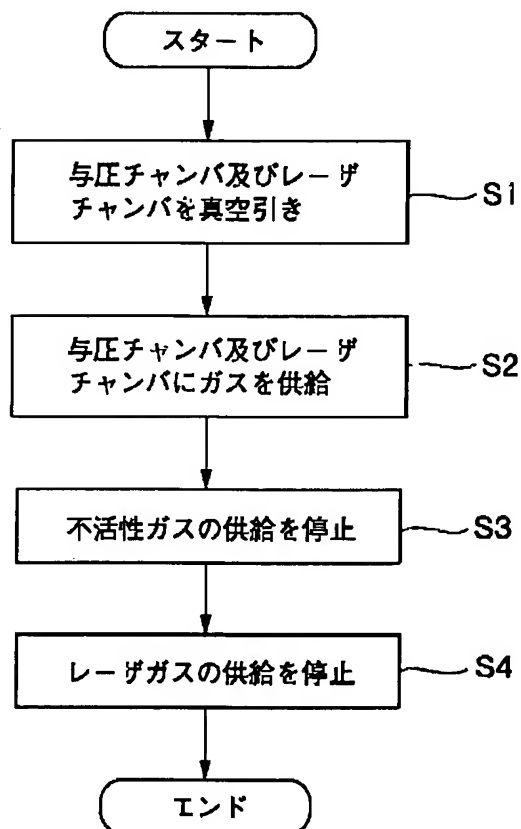 スタート
与圧チャンバ及びレーザ
チャンバを真空引き
S1
与圧チャンバ及びレーザ
チャンバにガスを供給
S2
不活性ガスの供給を停止
S3
レーザガスの供給を停止
S4
エンド